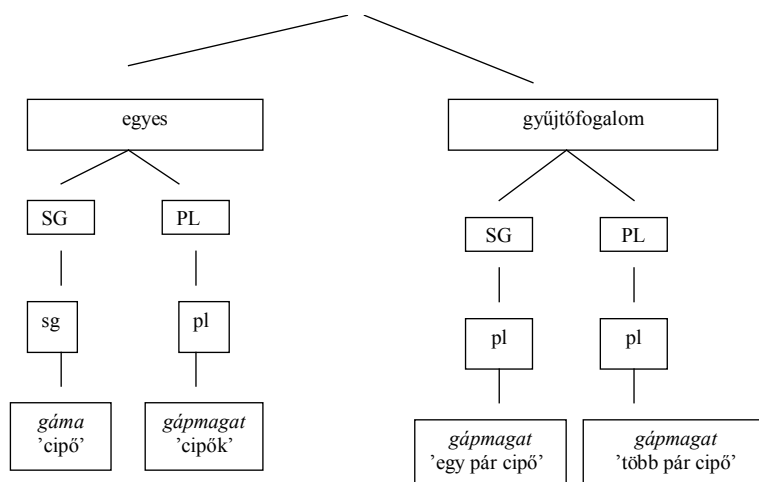 egyes
gyűjtőfogalom
SG
PL
SG
PL
sg
pl
pl
pl
gáma
'cipő'
gápmagat
'cipők'
gápmagat
'egy pár cipő'
gápmagat
'több pár cipő'